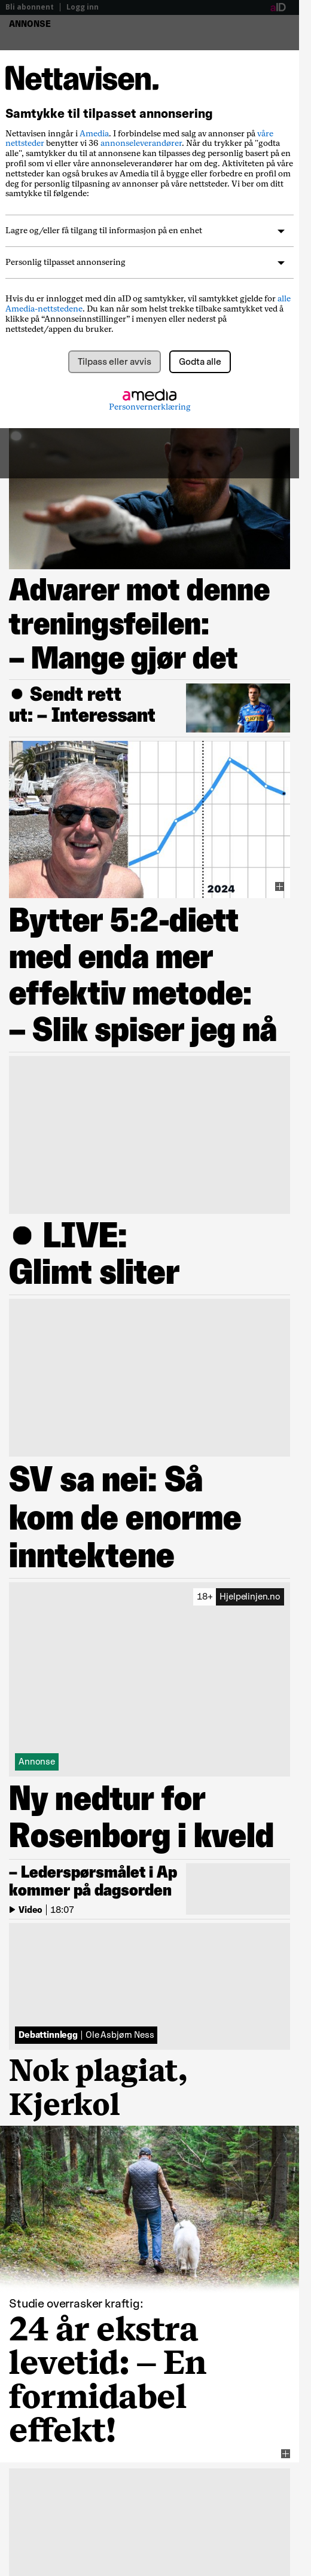 Bli abonnent | Logg inn
aID
ANNONSE
Nettavisen.
Samtykke til tilpasset annonsering
Nettavisen inngår i Amedia. I forbindelse med salg av annonser på våre
nettsteder benytter vi 36 annonseleverandører. Når du trykker på "godta
alle", samtykker du til at annonsene kan tilpasses deg personlig basert på en
profil som vi eller våre annonseleverandører har om deg. Aktiviteten på våre
nettsteder kan også brukes av Amedia til å bygge eller forbedre en profil om
deg for personlig tilpasning av annonser på våre nettsteder. Vi ber om ditt
samtykke til følgende:
Lagre og/eller få tilgang til informasjon på en enhet
Personlig tilpasset annonsering
Hvis du er innlogget med din aID og samtykker, vil samtykket gjelde for alle
Amedia-nettstedene. Du kan når som helst trekke tilbake samtykket ved å
klikke på “Annonseinnstillinger” i menyen eller nederst på
nettstedet/appen du bruker.
Tilpass eller avvis
Godta alle
amedia
Personvernerklæring
Advarer mot denne
treningsfeilen:
– Mange gjør det
● Sendt rett
ut: – Interessant
2024
Bytter 5:2-diett
med enda mer
effektiv metode:
– Slik spiser jeg nå
● LIVE:
Glimt sliter
SV sa nei: Så
kom de enorme
inntektene
18+ Hjelpelinjen.no
Annonse
Ny nedtur for
Rosenborg i kveld
– Lederspørsmålet i Ap
kommer på dagsorden
Video | 18:07
Debattinnlegg | Ole Asbjørn Ness
Nok plagiat,
Kjerkol
Studie overrasker kraftig:
24 år ekstra
levetid: – En
formidabel
effekt!